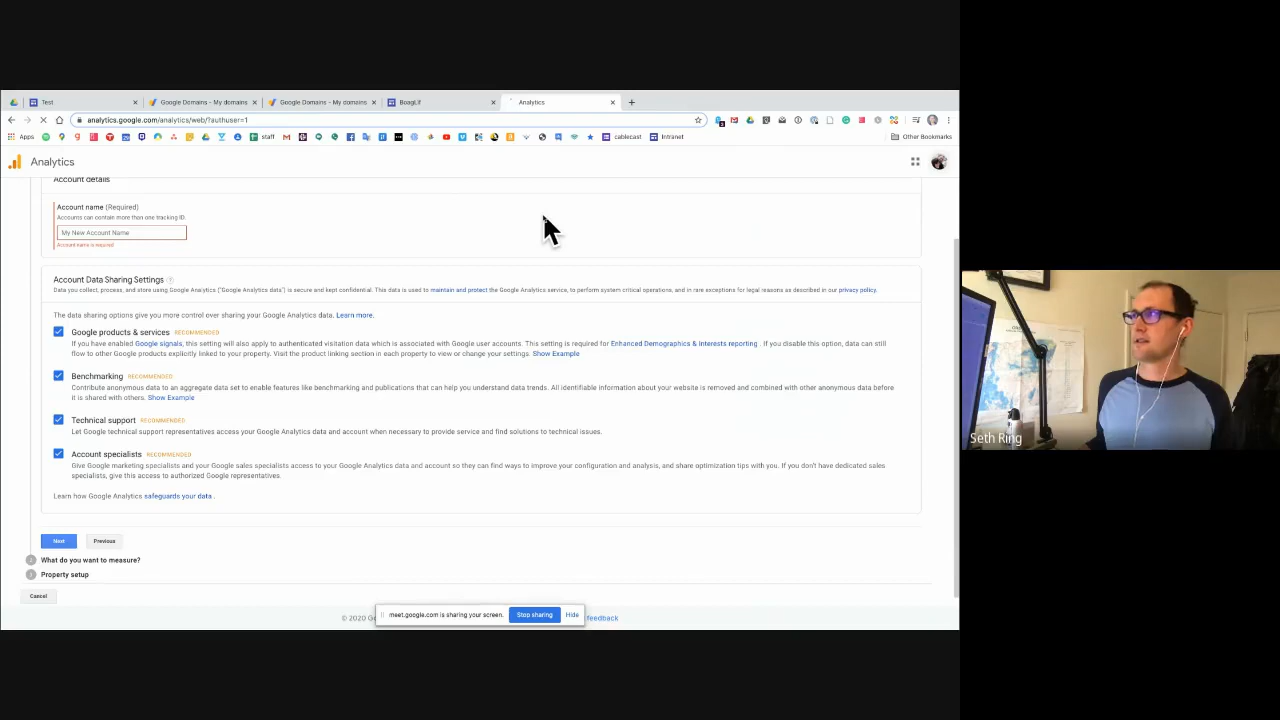 Test
Google Domains - My domains
Google Domains - My domains
BoagLif
Analytics
analytics.google.com/analytics/web/?authuser=1
Apps
staff
cablecast
Intranet
Other Bookmarks
Analytics
Account details
Account name (Required)
Accounts can contain more than one tracking ID.
My New Account Name
Account name is required
Account Data Sharing Settings
Data you collect, process, and store using Google Analytics ("Google Analytics data") is secure and kept confidential. This data is used to maintain and protect the Google Analytics service, to perform system critical operations, and in rare exceptions for legal reasons as described in our privacy policy.
The data sharing options give you more control over sharing your Google Analytics data. Learn more.
Google products & services RECOMMENDED
If you have enabled Google signals, this setting will also apply to authenticated visitation data which is associated with Google user accounts. This setting is required for Enhanced Demographics & Interests reporting . If you disable this option, data can still
flow to other Google products explicitly linked to your property. Visit the product linking section in each property to view or change your settings. Show Example
Benchmarking RECOMMENDED
Contribute anonymous data to an aggregate data set to enable features like benchmarking and publications that can help you understand data trends. All identifiable information about your website is removed and combined with other anonymous data before
it is shared with others. Show Example
Technical support RECOMMENDED
Let Google technical support representatives access your Google Analytics data and account when necessary to provide service and find solutions to technical issues.
Account specialists RECOMMENDED
Give Google marketing specialists and your Google sales specialists access to your Google Analytics data and account so they can find ways to improve your configuration and analysis, and share optimization tips with you. If you don't have dedicated sales
specialists, give this access to authorized Google representatives.
Learn how Google Analytics safeguards your data .
Next
Previous
2 What do you want to measure?
3 Property setup
Cancel
© 2020 G
meet.google.com is sharing your screen.
Stop sharing
Hide
feedback
Seth Ring